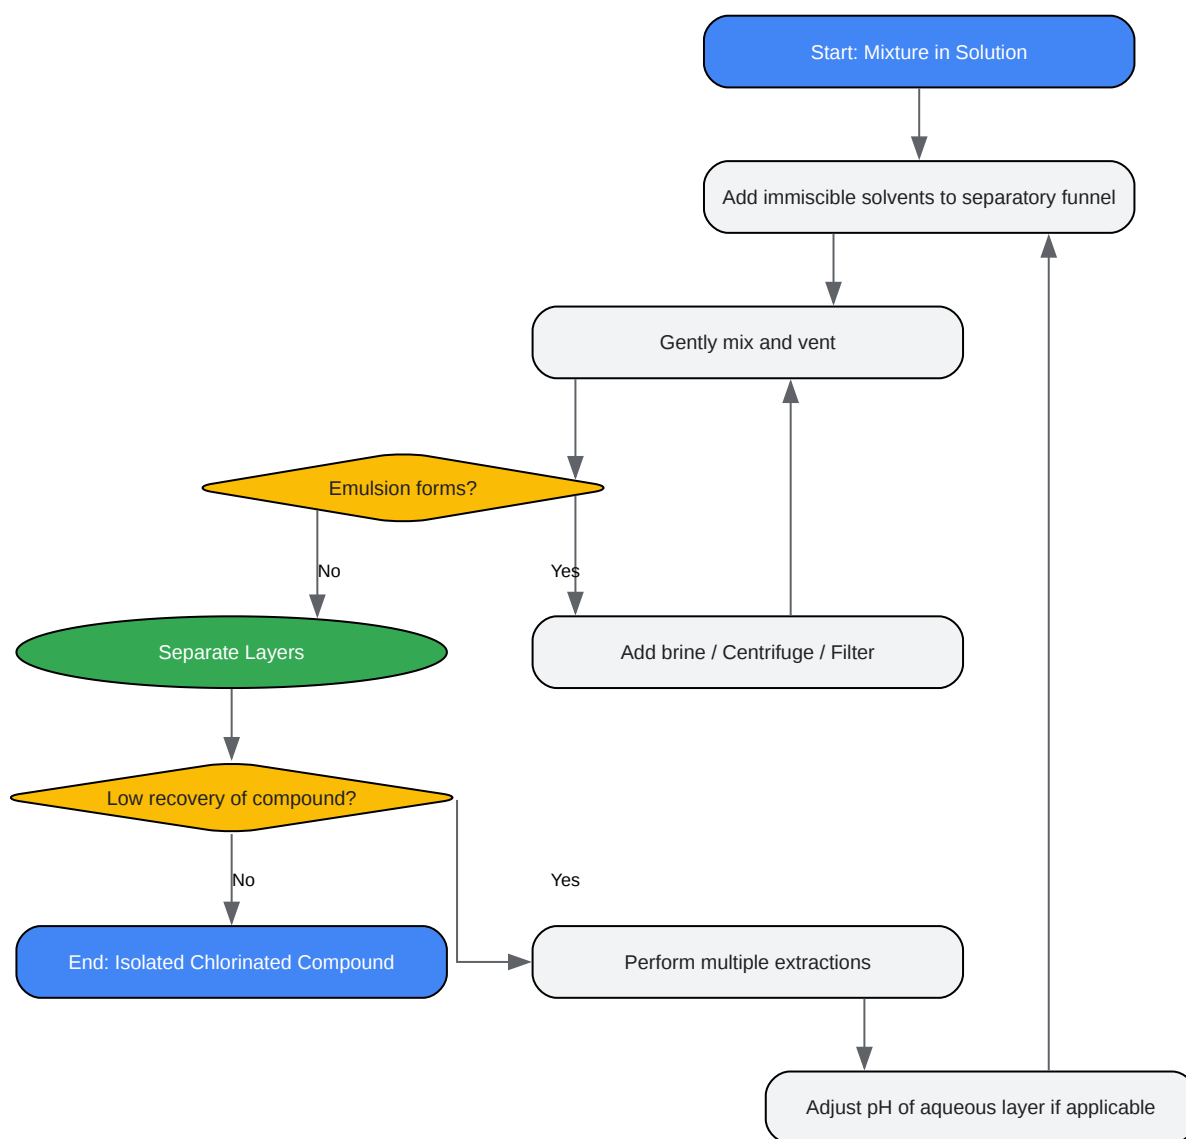 Start: Mixture in Solution
Add immiscible solvents to separatory funnel
Gently mix and vent
Emulsion forms?
No
Yes
Separate Layers
Add brine / Centrifuge / Filter
Low recovery of compound?
No
Yes
End: Isolated Chlorinated Compound
Perform multiple extractions
Adjust pH of aqueous layer if applicable